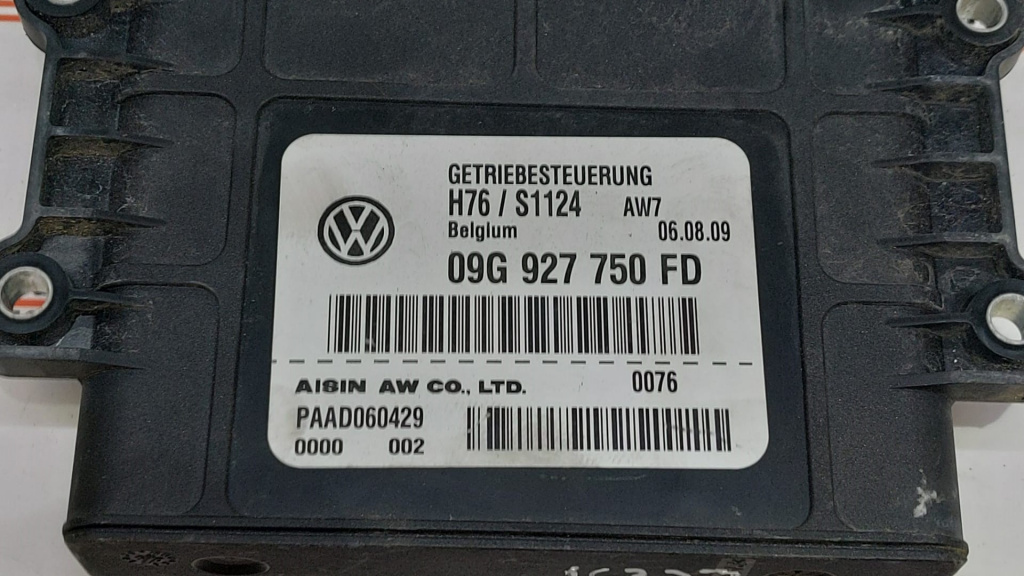 GETRIEBESTEUERUNG
H76 / S1124 AW7
Belgium 06.08.09
09G 927 750 FD
AISIN AW CO., LTD. 0076
PAAD060429
0000 002